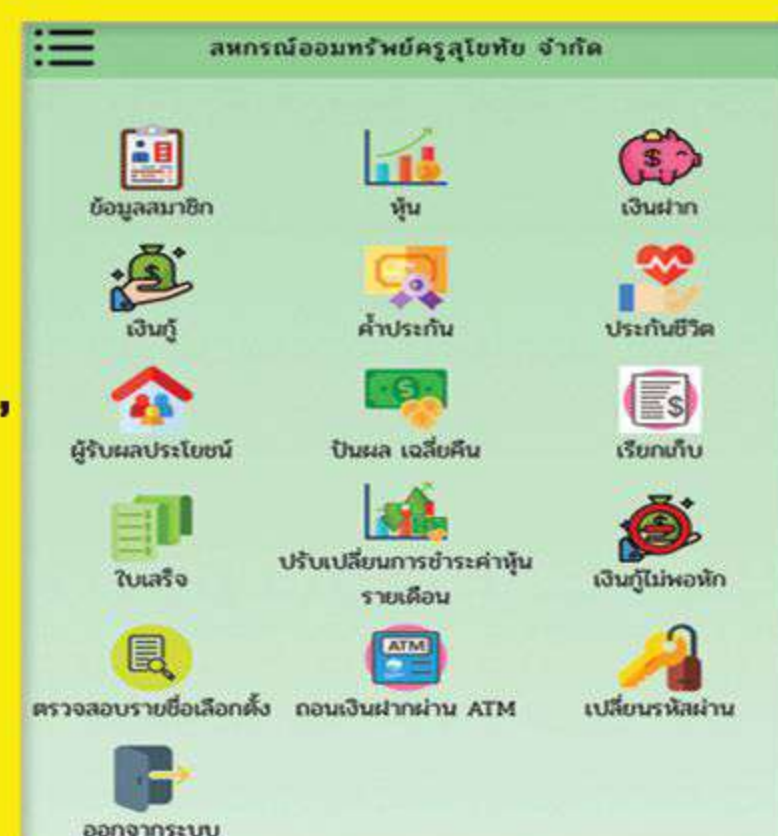 สหกรณ์ออมทรัพย์ครูสุโขทัย จำกัด
ข้อมูลสมาชิก หุ้น เงินฝาก
เงินกู้ ค้ำประกัน ประกันชีวิต
ผู้รับผลประโยชน์ ปันผล เฉลี่ยคืน เรียกเก็บ
ใบเสร็จ ปรับเปลี่ยนการชำระค่าหุ้น เงินกู้ไม่พอหัก
รายเดือน
ATM
ตรวจสอบรายชื่อเลือกตั้ง ถอนเงินฝากผ่าน ATM เปลี่ยนรหัสผ่าน
ออกจากระบบ